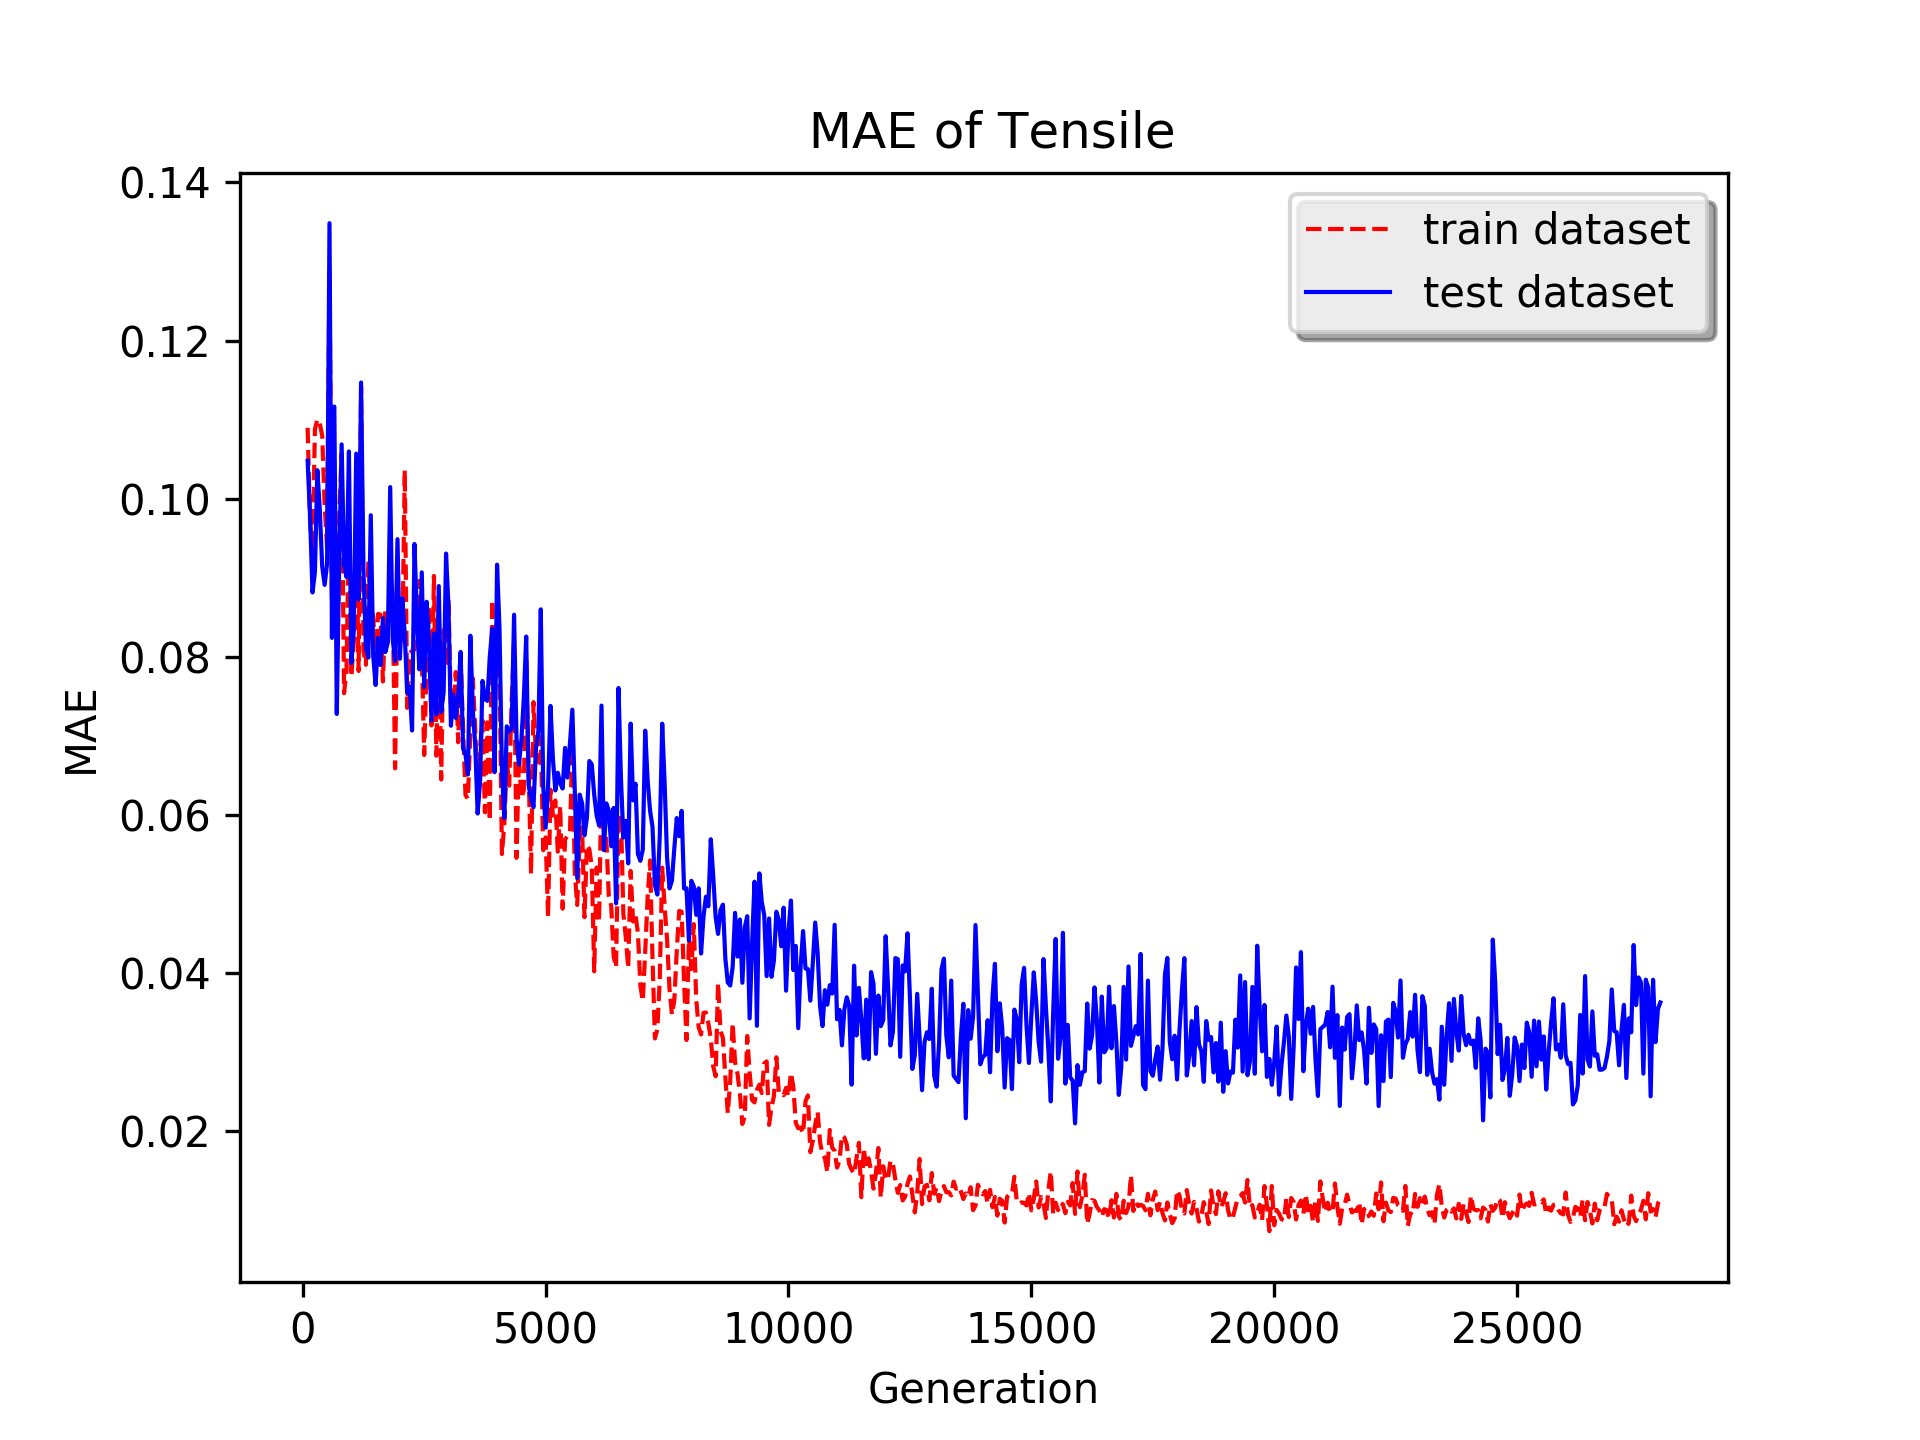 MAE of Tensile
0.14
0.12
0.10
0.08
0.06
0.04
0.02
MAE
train dataset
test dataset
0 5000 10000 15000 20000 25000
Generation